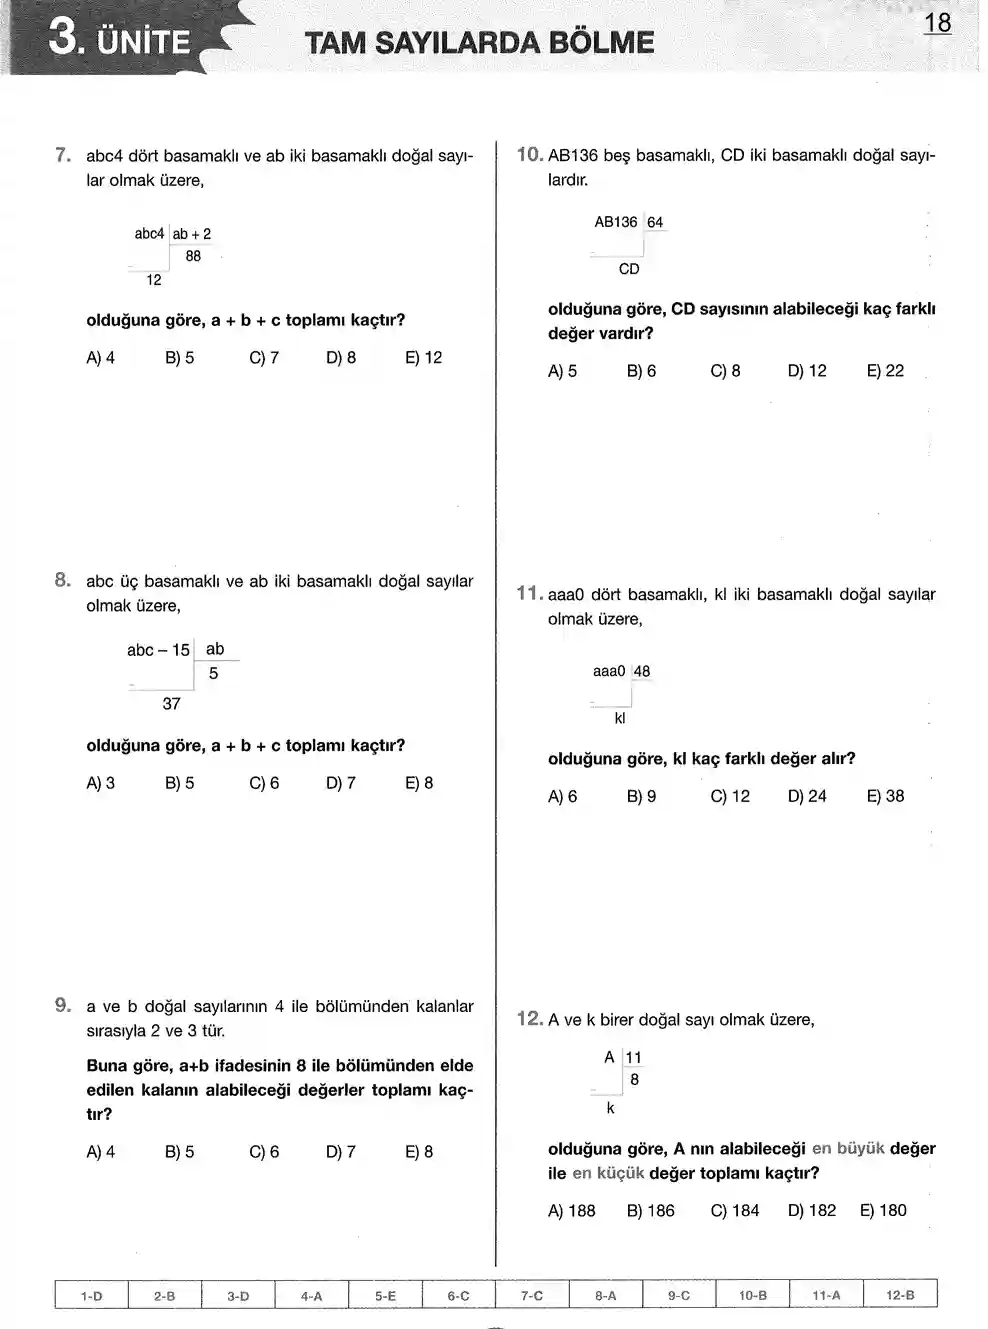 3. ÜNİTE
TAM SAYILARDA BÖLME
18
7. abc4 dört basamaklı ve ab iki basamaklı doğal sayı-
lar olmak üzere,
abc4 ab + 2
88
12
olduğuna göre, a + b + c toplamı kaçtır?
A) 4 B) 5 C) 7 D) 8 E) 12
8. abc üç basamaklı ve ab iki basamaklı doğal sayılar
olmak üzere,
abc – 15 ab
5
37
olduğuna göre, a + b + c toplamı kaçtır?
A) 3 B) 5 C) 6 D) 7 E) 8
9. a ve b doğal sayılarının 4 ile bölümünden kalanlar
sırasıyla 2 ve 3 tür.
Buna göre, a+b ifadesinin 8 ile bölümünden elde
edilen kalanın alabileceği değerler toplamı kaç-
tır?
A) 4 B) 5 C) 6 D) 7 E) 8
10. AB136 beş basamaklı, CD iki basamaklı doğal sayı-
lardır.
AB136 64
CD
olduğuna göre, CD sayısının alabileceği kaç farklı
değer vardır?
A) 5 B) 6 C) 8 D) 12 E) 22
11. aaa0 dört basamaklı, kl iki basamaklı doğal sayılar
olmak üzere,
aaa0 48
kl
olduğuna göre, kl kaç farklı değer alır?
A) 6 B) 9 C) 12 D) 24 E) 38
12. A ve k birer doğal sayı olmak üzere,
A 11
8
k
olduğuna göre, A nın alabileceği en büyük değer
ile en küçük değer toplamı kaçtır?
A) 188 B) 186 C) 184 D) 182 E) 180
1-D 2-B 3-D 4-A 5-E 6-C 7-C 8-A 9-C 10-B 11-A 12-B